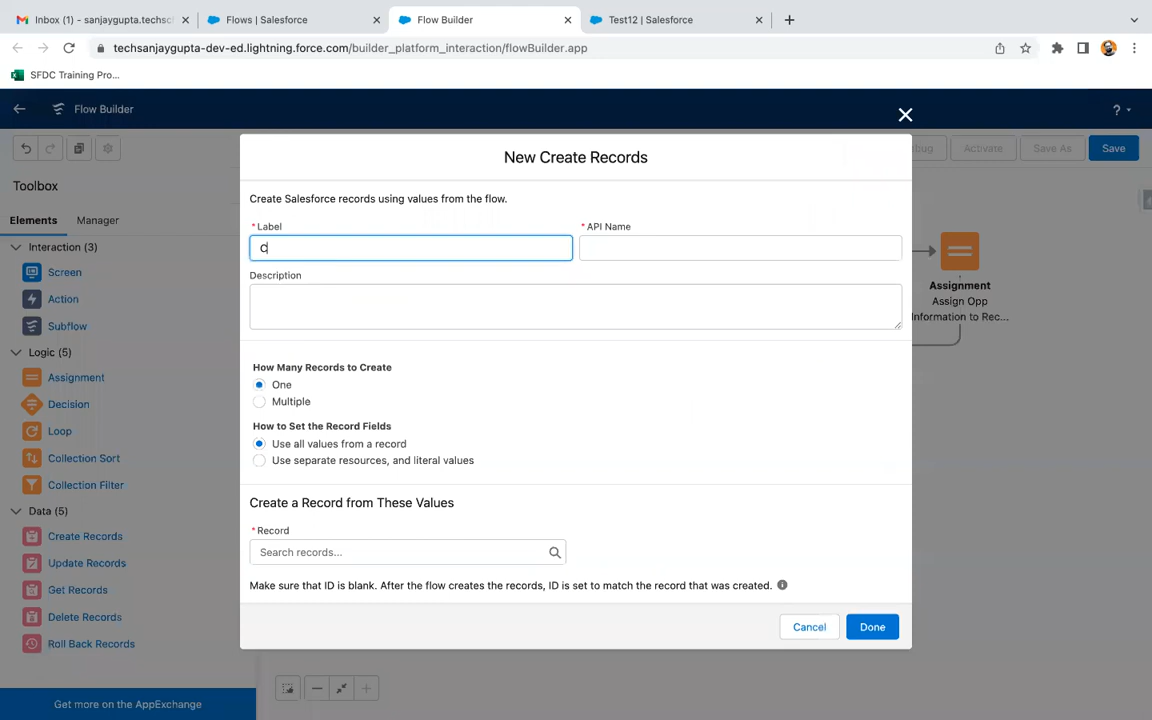 Inbox (1) - sanjaygupta.techsc
Flows | Salesforce
Flow Builder
Test12 | Salesforce
techsanjaygupta-dev-ed.lightning.force.com/builder_platform_interaction/flowBuilder.app
SFDC Training Pro...
Flow Builder
?
New Create Records
bug
Activate
Save As
Save
Toolbox
Create Salesforce records using values from the flow.
Elements
Manager
* Label
* API Name
C
Interaction (3)
Screen
Description
Action
Subflow
Assignment
Assign Opp
Information to Rec...
Logic (5)
Assignment
Decision
Loop
Collection Sort
Collection Filter
How Many Records to Create
One
Multiple
How to Set the Record Fields
Use all values from a record
Use separate resources, and literal values
Data (5)
Create Records
Update Records
Get Records
Delete Records
Roll Back Records
Create a Record from These Values
* Record
Search records...
Make sure that ID is blank. After the flow creates the records, ID is set to match the record that was created.
Cancel
Done
Get more on the AppExchange